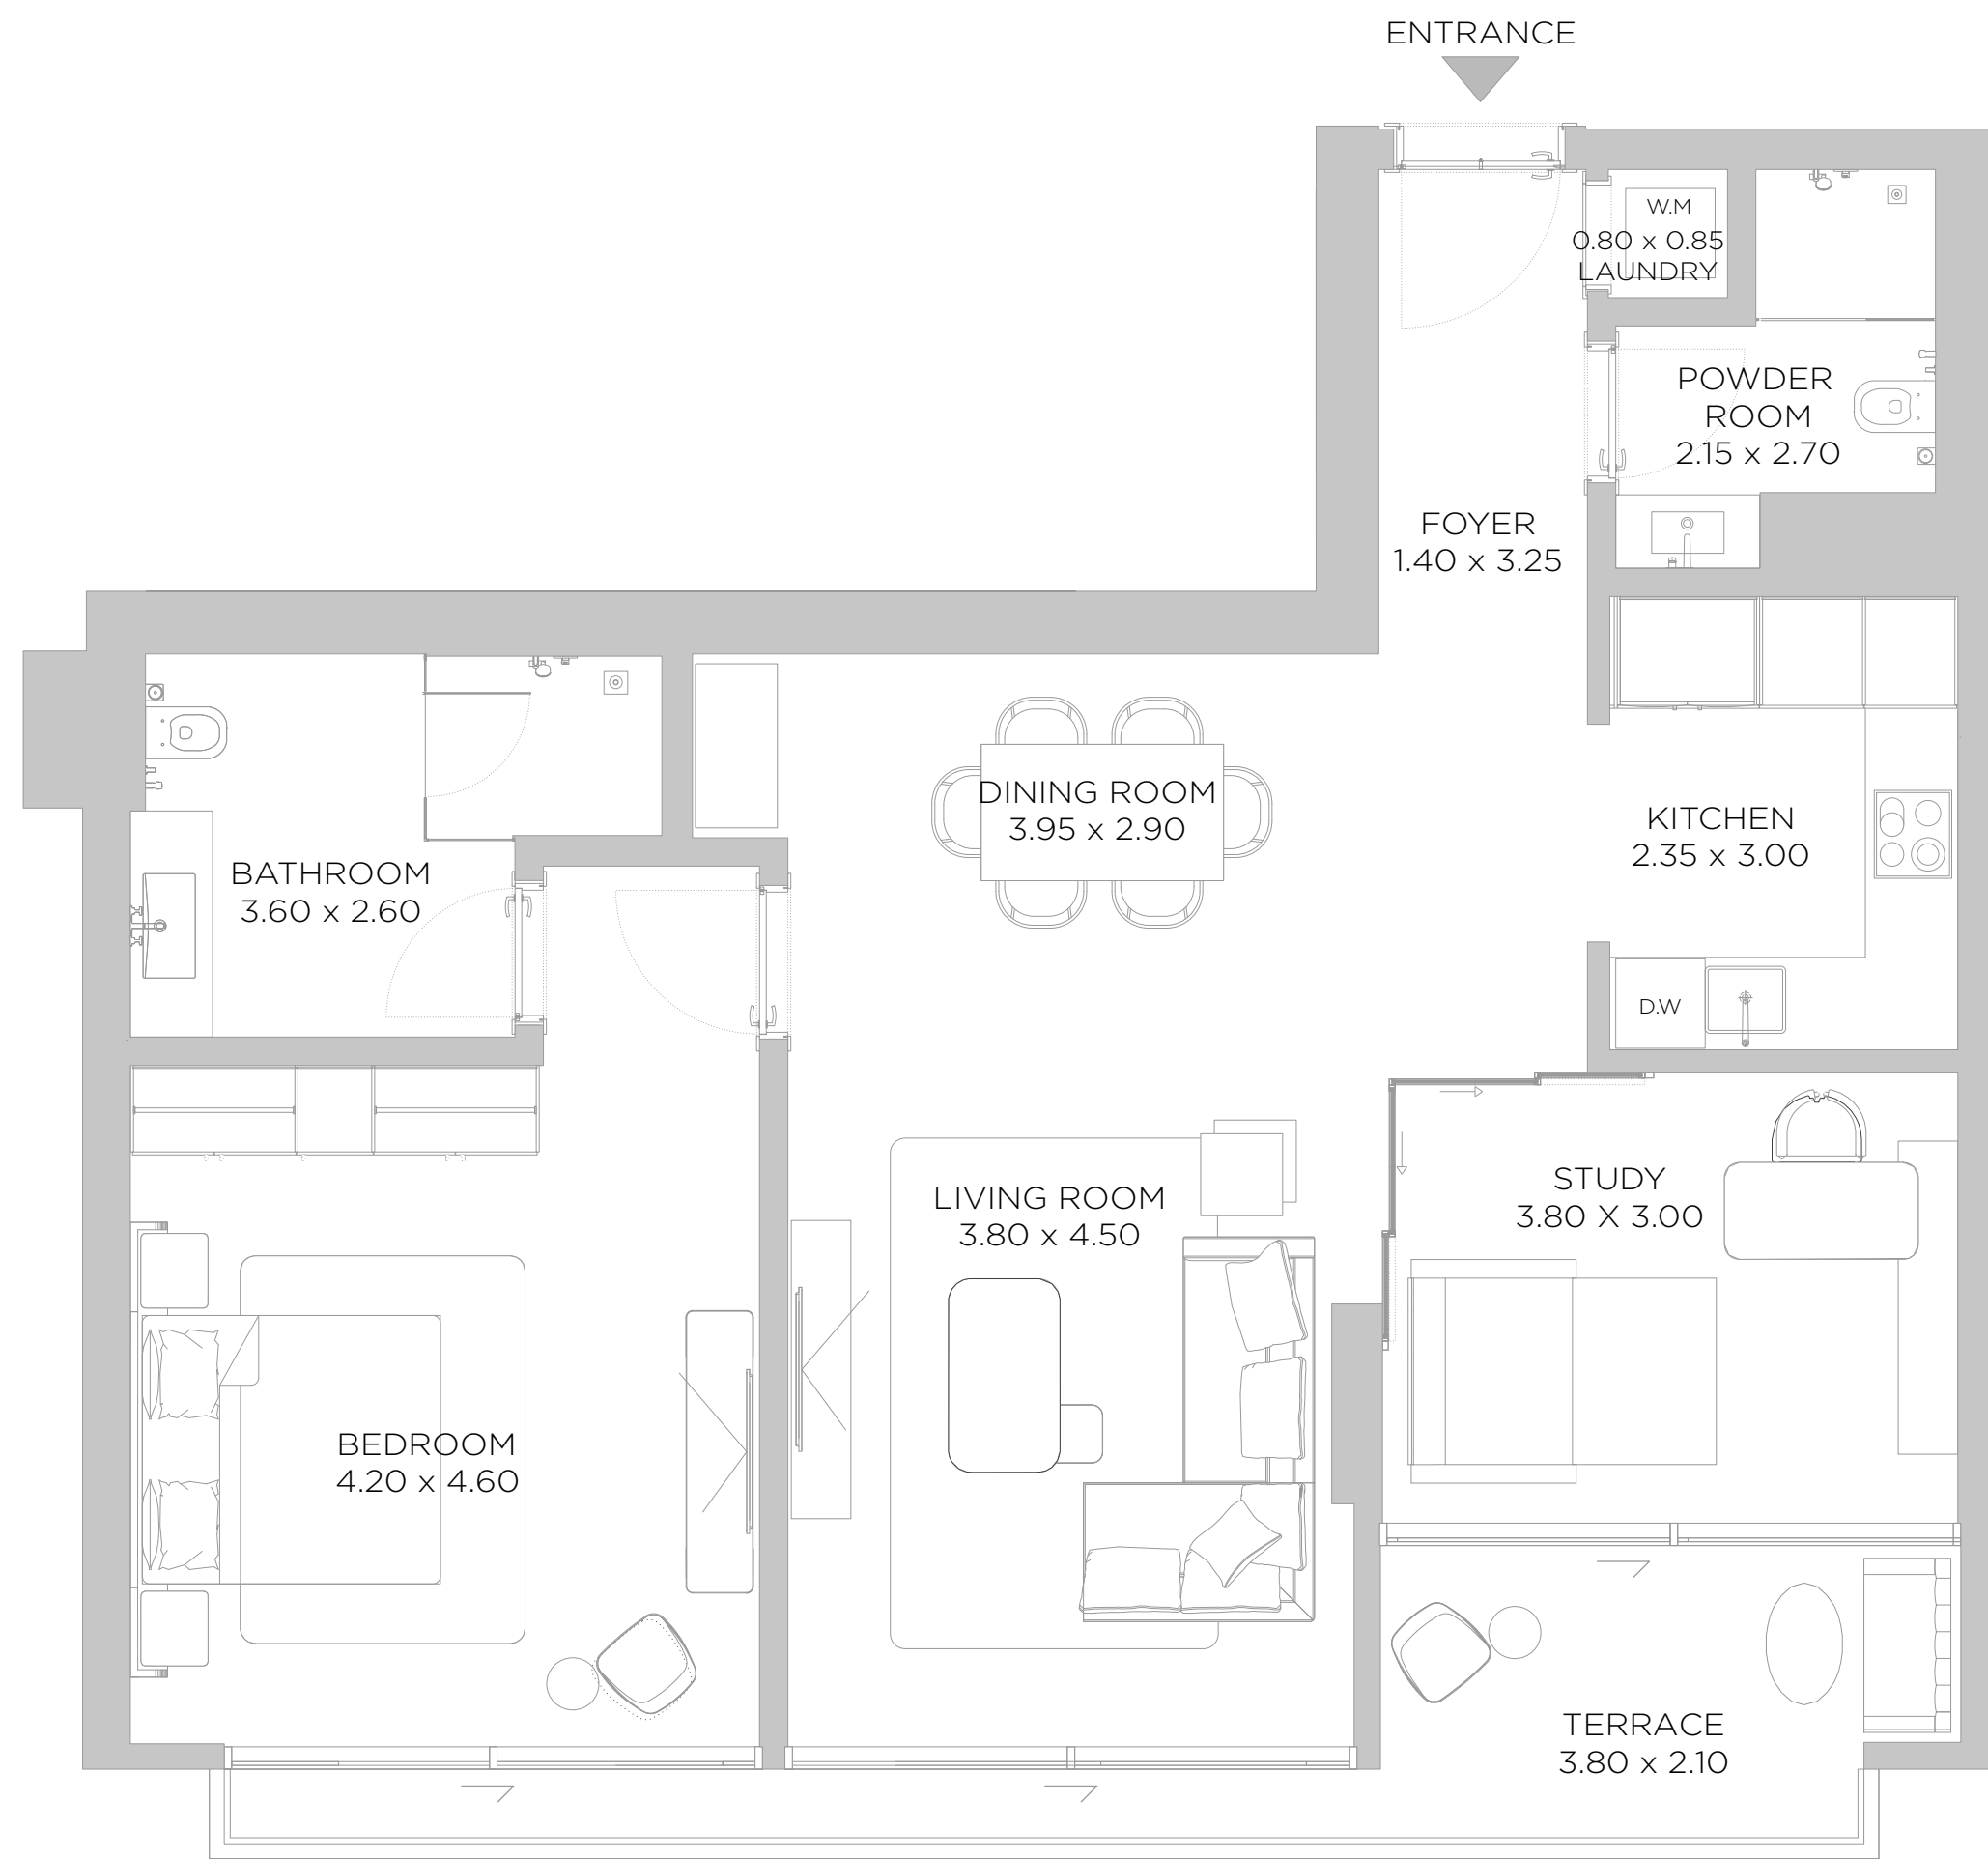 ENTRANCE
W.M
0.80 x 0.85
LAUNDRY
POWDER
ROOM
2.15 x 2.70
FOYER
1.40 x 3.25
DINING ROOM
3.95 x 2.90
KITCHEN
2.35 x 3.00
BATHROOM
3.60 x 2.60
D.W
LIVING ROOM
3.80 x 4.50
STUDY
3.80 X 3.00
BEDROOM
4.20 x 4.60
TERRACE
3.80 x 2.10